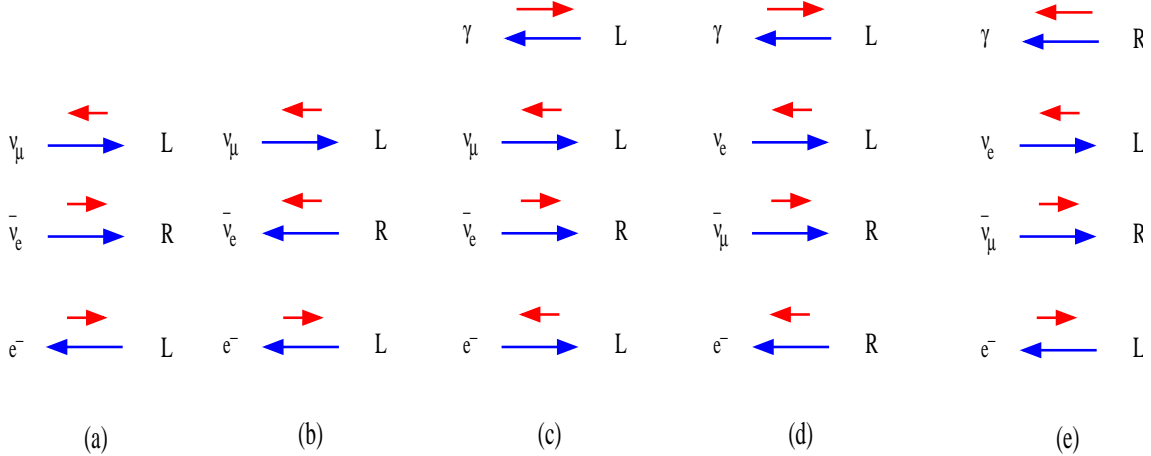 γ L γ L γ R
ν_μ L ν_μ L ν_μ L ν_e L ν_e L
ν̄_e R ν̄_e R ν̄_e R ν̄_μ R ν̄_μ R
e⁻ L e⁻ L e⁻ L e⁻ R e⁻ L
(a) (b) (c) (d) (e)